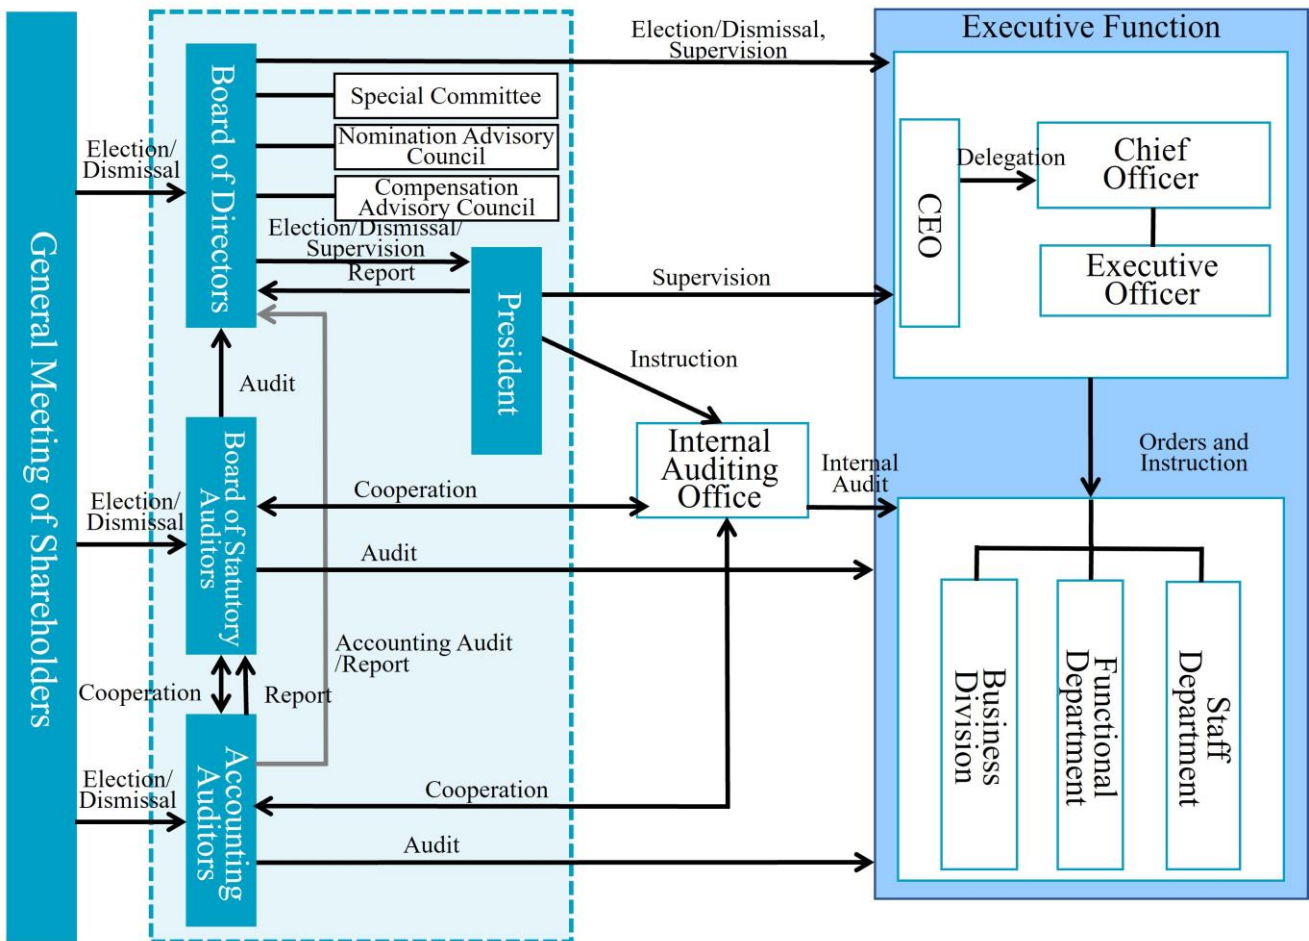 General Meeting of Shareholders
Election/
Dismissal
Election/
Dismissal
Election/
Dismissal
Board of Directors
Special Committee
Nomination Advisory
Council
Compensation
Advisory Council
Election/Dismissal/
Supervision
Report
President
Audit
Board of Statutory
Auditors
Cooperation
Audit
Accounting Audit
/Report
Cooperation
Report
Accounting
Auditors
Cooperation
Audit
Election/Dismissal,
Supervision
Supervision
Instruction
Internal
Auditing
Office
Internal
Audit
Executive Function
CEO
Delegation
Chief
Officer
Executive
Officer
Orders and
Instruction
Business
Division
Functional
Department
Staff
Department